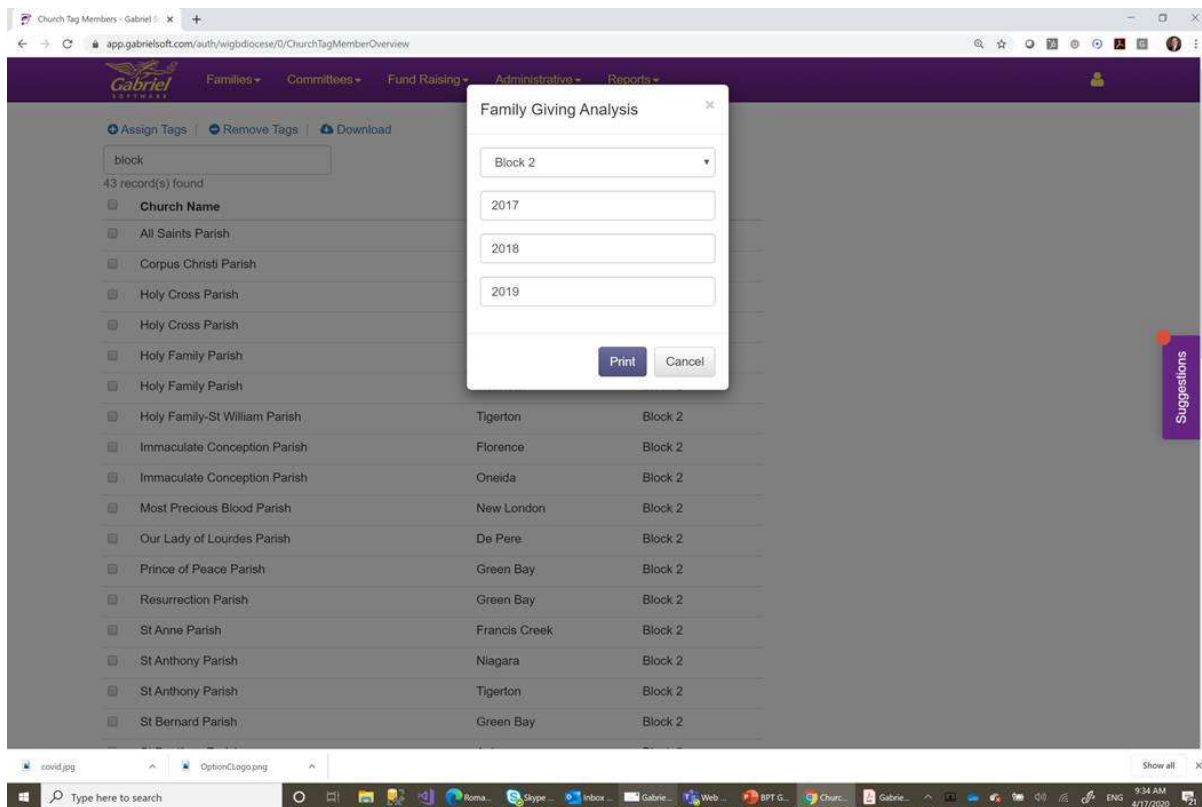 Church Tag Members - Gabriel S
app.gabrielsoft.com/auth/wigbdiocese/0/ChurchTagMemberOverview
Gabriel
SOFTWARE
Families Committees Fund Raising Administrative Reports
Family Giving Analysis
Assign Tags | Remove Tags | Download
block
Block 2
43 record(s) found
Church Name
2017
All Saints Parish
2018
Corpus Christi Parish
Holy Cross Parish
2019
Holy Cross Parish
Holy Family Parish
Print Cancel
Holy Family Parish
Suggestions
Holy Family-St William Parish Tigerton Block 2
Immaculate Conception Parish Florence Block 2
Immaculate Conception Parish Oneida Block 2
Most Precious Blood Parish New London Block 2
Our Lady of Lourdes Parish De Pere Block 2
Prince of Peace Parish Green Bay Block 2
Resurrection Parish Green Bay Block 2
St Anne Parish Francis Creek Block 2
St Anthony Parish Niagara Block 2
St Anthony Parish Tigerton Block 2
St Bernard Parish Green Bay Block 2
covid.jpg OptionCLogo.png Show all
Type here to search Roma... Skype ... Inbox ... Gabrie... Web ... BPT G... Churc... Gabrie... ENG 9:34 AM
4/17/2020